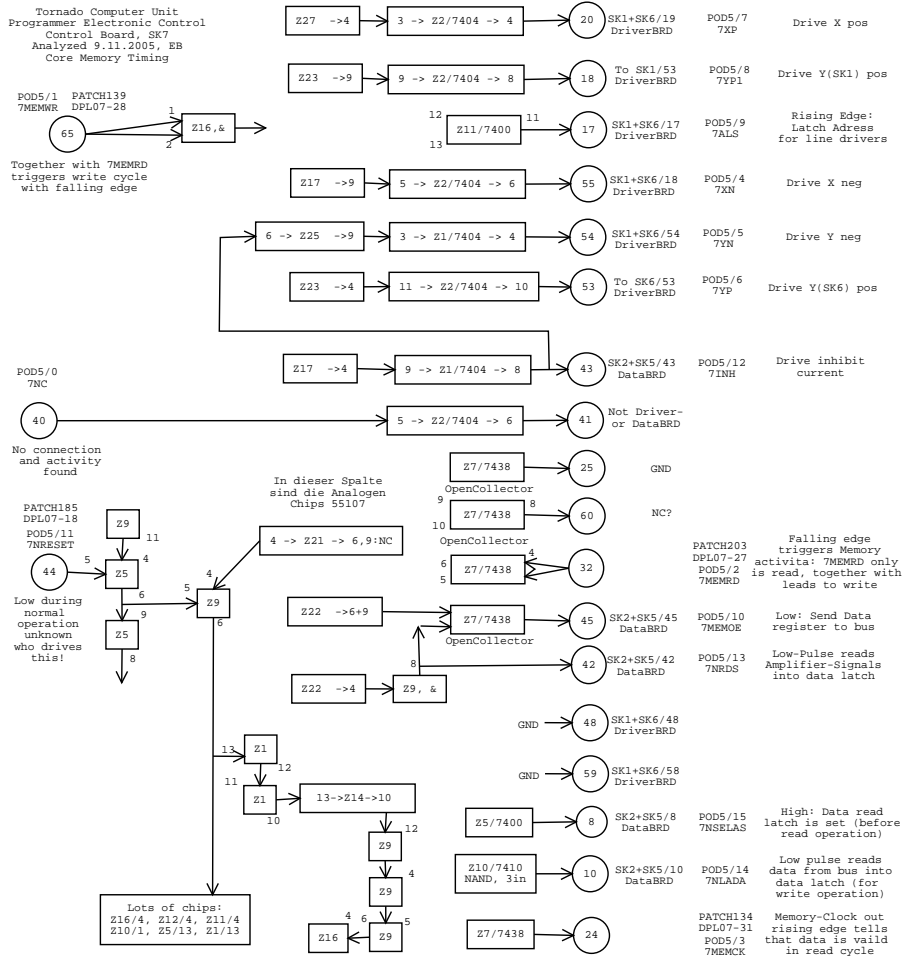 Tornado Computer Unit
Programmer Electronic Control
Control Board, SK7
Analyzed 9.11.2005, EB
Core Memory Timing
Z27 ->4
3 -> Z2/7404 -> 4
20
SK1+SK6/19
DriverBRD
POD5/7
7XP
Drive X pos
Z23 ->9
9 -> Z2/7404 -> 8
18
To SK1/53
DriverBRD
POD5/8
7YP1
Drive Y(SK1) pos
POD5/1 PATCH139
7MEMWR DPL07-28
65
1
2
Z16,&
Together with 7MEMRD
triggers write cycle
with falling edge
12
13
Z11/7400
11
17
SK1+SK6/17
DriverBRD
POD5/9
7ALS
Rising Edge:
Latch Adress
for line drivers
Z17 ->9
5 -> Z2/7404 -> 6
55
SK1+SK6/18
DriverBRD
POD5/4
7XN
Drive X neg
6 -> Z25 ->9
3 -> Z1/7404 -> 4
54
SK1+SK6/54
DriverBRD
POD5/5
7YN
Drive Y neg
Z23 ->4
11 -> Z2/7404 -> 10
53
To SK6/53
DriverBRD
POD5/6
7YP
Drive Y(SK6) pos
Z17 ->4
9 -> Z1/7404 -> 8
43
SK2+SK5/43
DataBRD
POD5/12
7INH
Drive inhibit
current
POD5/0
7NC
40
No connection
and activity
found
5 -> Z2/7404 -> 6
41
Not Driver-
or DataBRD
Z7/7438
OpenCollector
25
GND
In dieser Spalte
sind die Analogen
Chips 55107
9
10
Z7/7438
8
OpenCollector
60
NC?
4 -> Z21 -> 6,9:NC
PATCH185
DPL07-18
POD5/11
7NRESET
44
Low during
normal
operation
unknown
who drives
this!
Z9
11
5
4
Z5
6
9
Z5
8
4
5
Z9
6
6
5
Z7/7438
4
32
PATCH203
DPL07-27
POD5/2
7MEMRD
Falling edge
triggers Memory
activita: 7MEMRD only
is read, together with
leads to write
Z22 ->6+9
Z7/7438
OpenCollector
45
SK2+SK5/45
DataBRD
POD5/10
7MEMOE
Low: Send Data
register to bus
Z22 ->4
8
Z9, &
42
SK2+SK5/42
DataBRD
POD5/13
7NRDS
Low-Pulse reads
Amplifier-Signals
into data latch
GND
48
SK1+SK6/48
DriverBRD
GND
59
SK1+SK6/58
DriverBRD
13
Z1
12
11
Z1
10
13->Z14->10
12
Z9
4
Z9
5
Z9
6
4
Z16
Z5/7400
8
SK2+SK5/8
DataBRD
POD5/15
7NSELAS
High: Data read
latch is set (before
read operation)
Z10/7410
NAND, 3in
10
SK2+SK5/10
DataBRD
POD5/14
7NLADA
Low pulse reads
data from bus into
data latch (for
write operation)
Lots of chips:
Z16/4, Z12/4, Z11/4
Z10/1, Z5/13, Z1/13
Z7/7438
24
PATCH134
DPL07-31
POD5/3
7MEMCK
Memory-Clock out
rising edge tells
that data is vaild
in read cycle